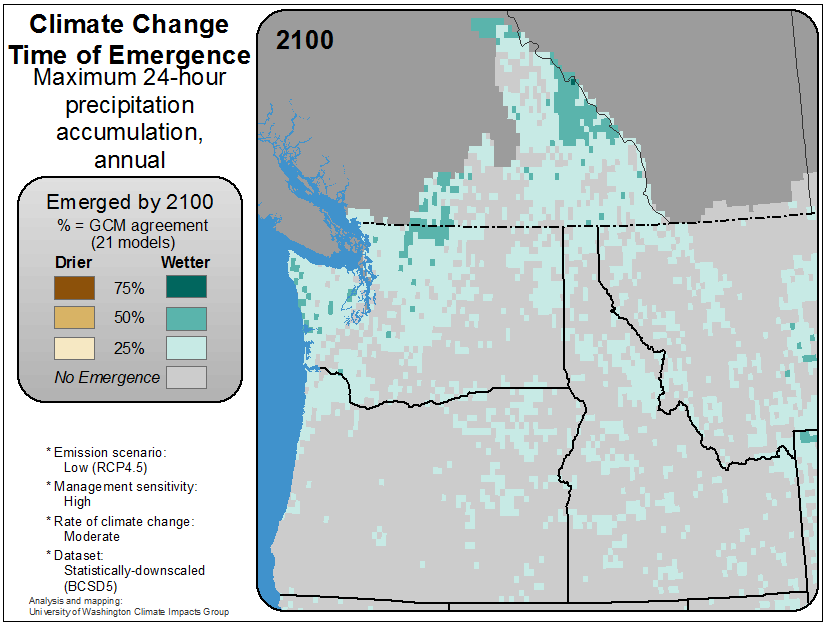 Climate Change
Time of Emergence
Maximum 24-hour
precipitation
accumulation,
annual
2100
Emerged by 2100
% = GCM agreement
(21 models)
Drier Wetter
75%
50%
25%
No Emergence
* Emission scenario:
Low (RCP4.5)
* Management sensitivity:
High
* Rate of climate change:
Moderate
* Dataset:
Statistically-downscaled
(BCSD5)
Analysis and mapping:
University of Washington Climate Impacts Group